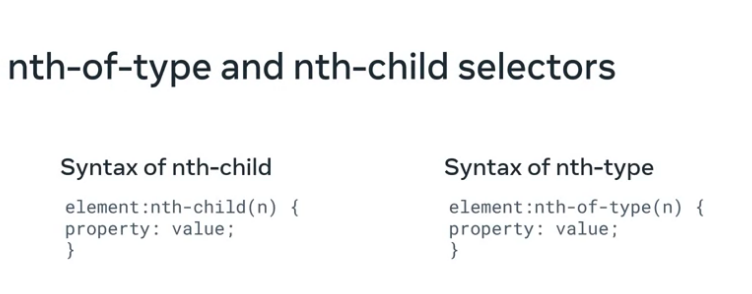 nth-of-type and nth-child selectors
Syntax of nth-child
element:nth-child(n) {
property: value;
}
Syntax of nth-type
element:nth-of-type(n) {
property: value;
}